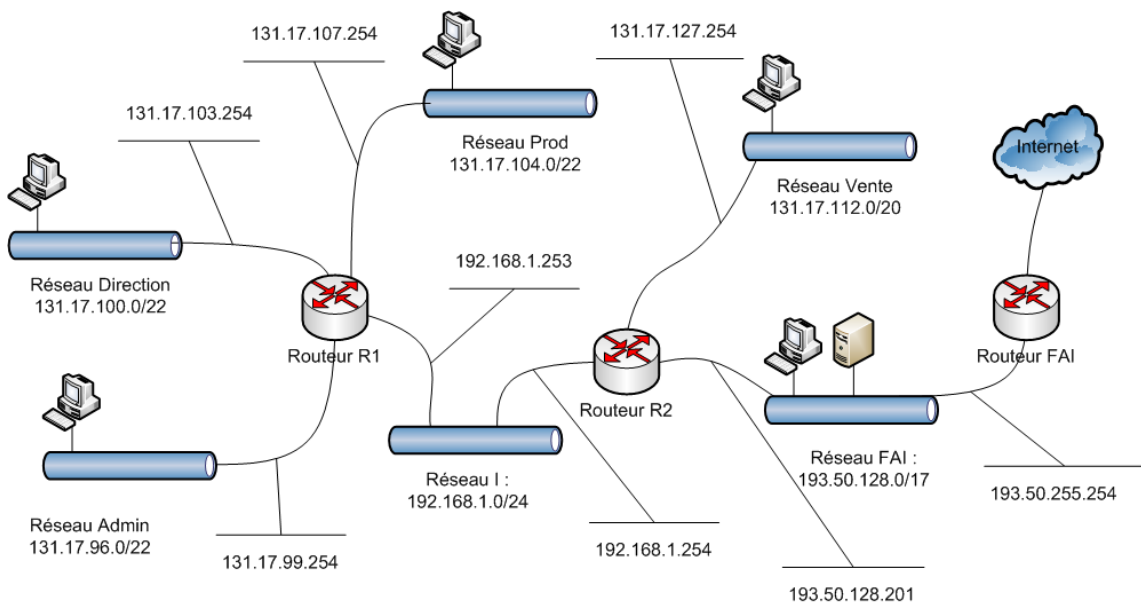 131.17.107.254
131.17.127.254
131.17.103.254
Réseau Prod
131.17.104.0/22
Internet
Réseau Vente
131.17.112.0/20
192.168.1.253
Réseau Direction
131.17.100.0/22
Routeur R1
Routeur FAI
Routeur R2
Réseau I :
192.168.1.0/24
Réseau FAI :
193.50.128.0/17
193.50.255.254
Réseau Admin
131.17.96.0/22
131.17.99.254
192.168.1.254
193.50.128.201